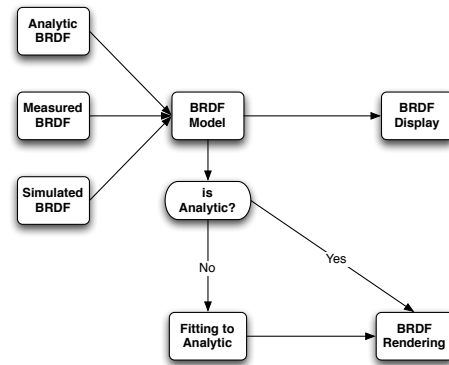 Analytic
BRDF
Measured
BRDF
BRDF
Model
BRDF
Display
Simulated
BRDF
is
Analytic?
No
Yes
Fitting to
Analytic
BRDF
Rendering